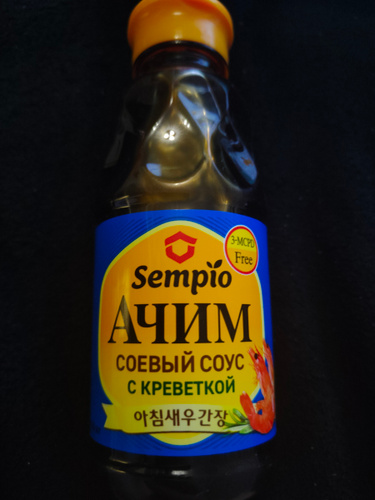 3-MCPD
Free
Sempio
АЧИМ
СОЕВЫЙ СОУС
С КРЕВЕТКОЙ
아침새우간장